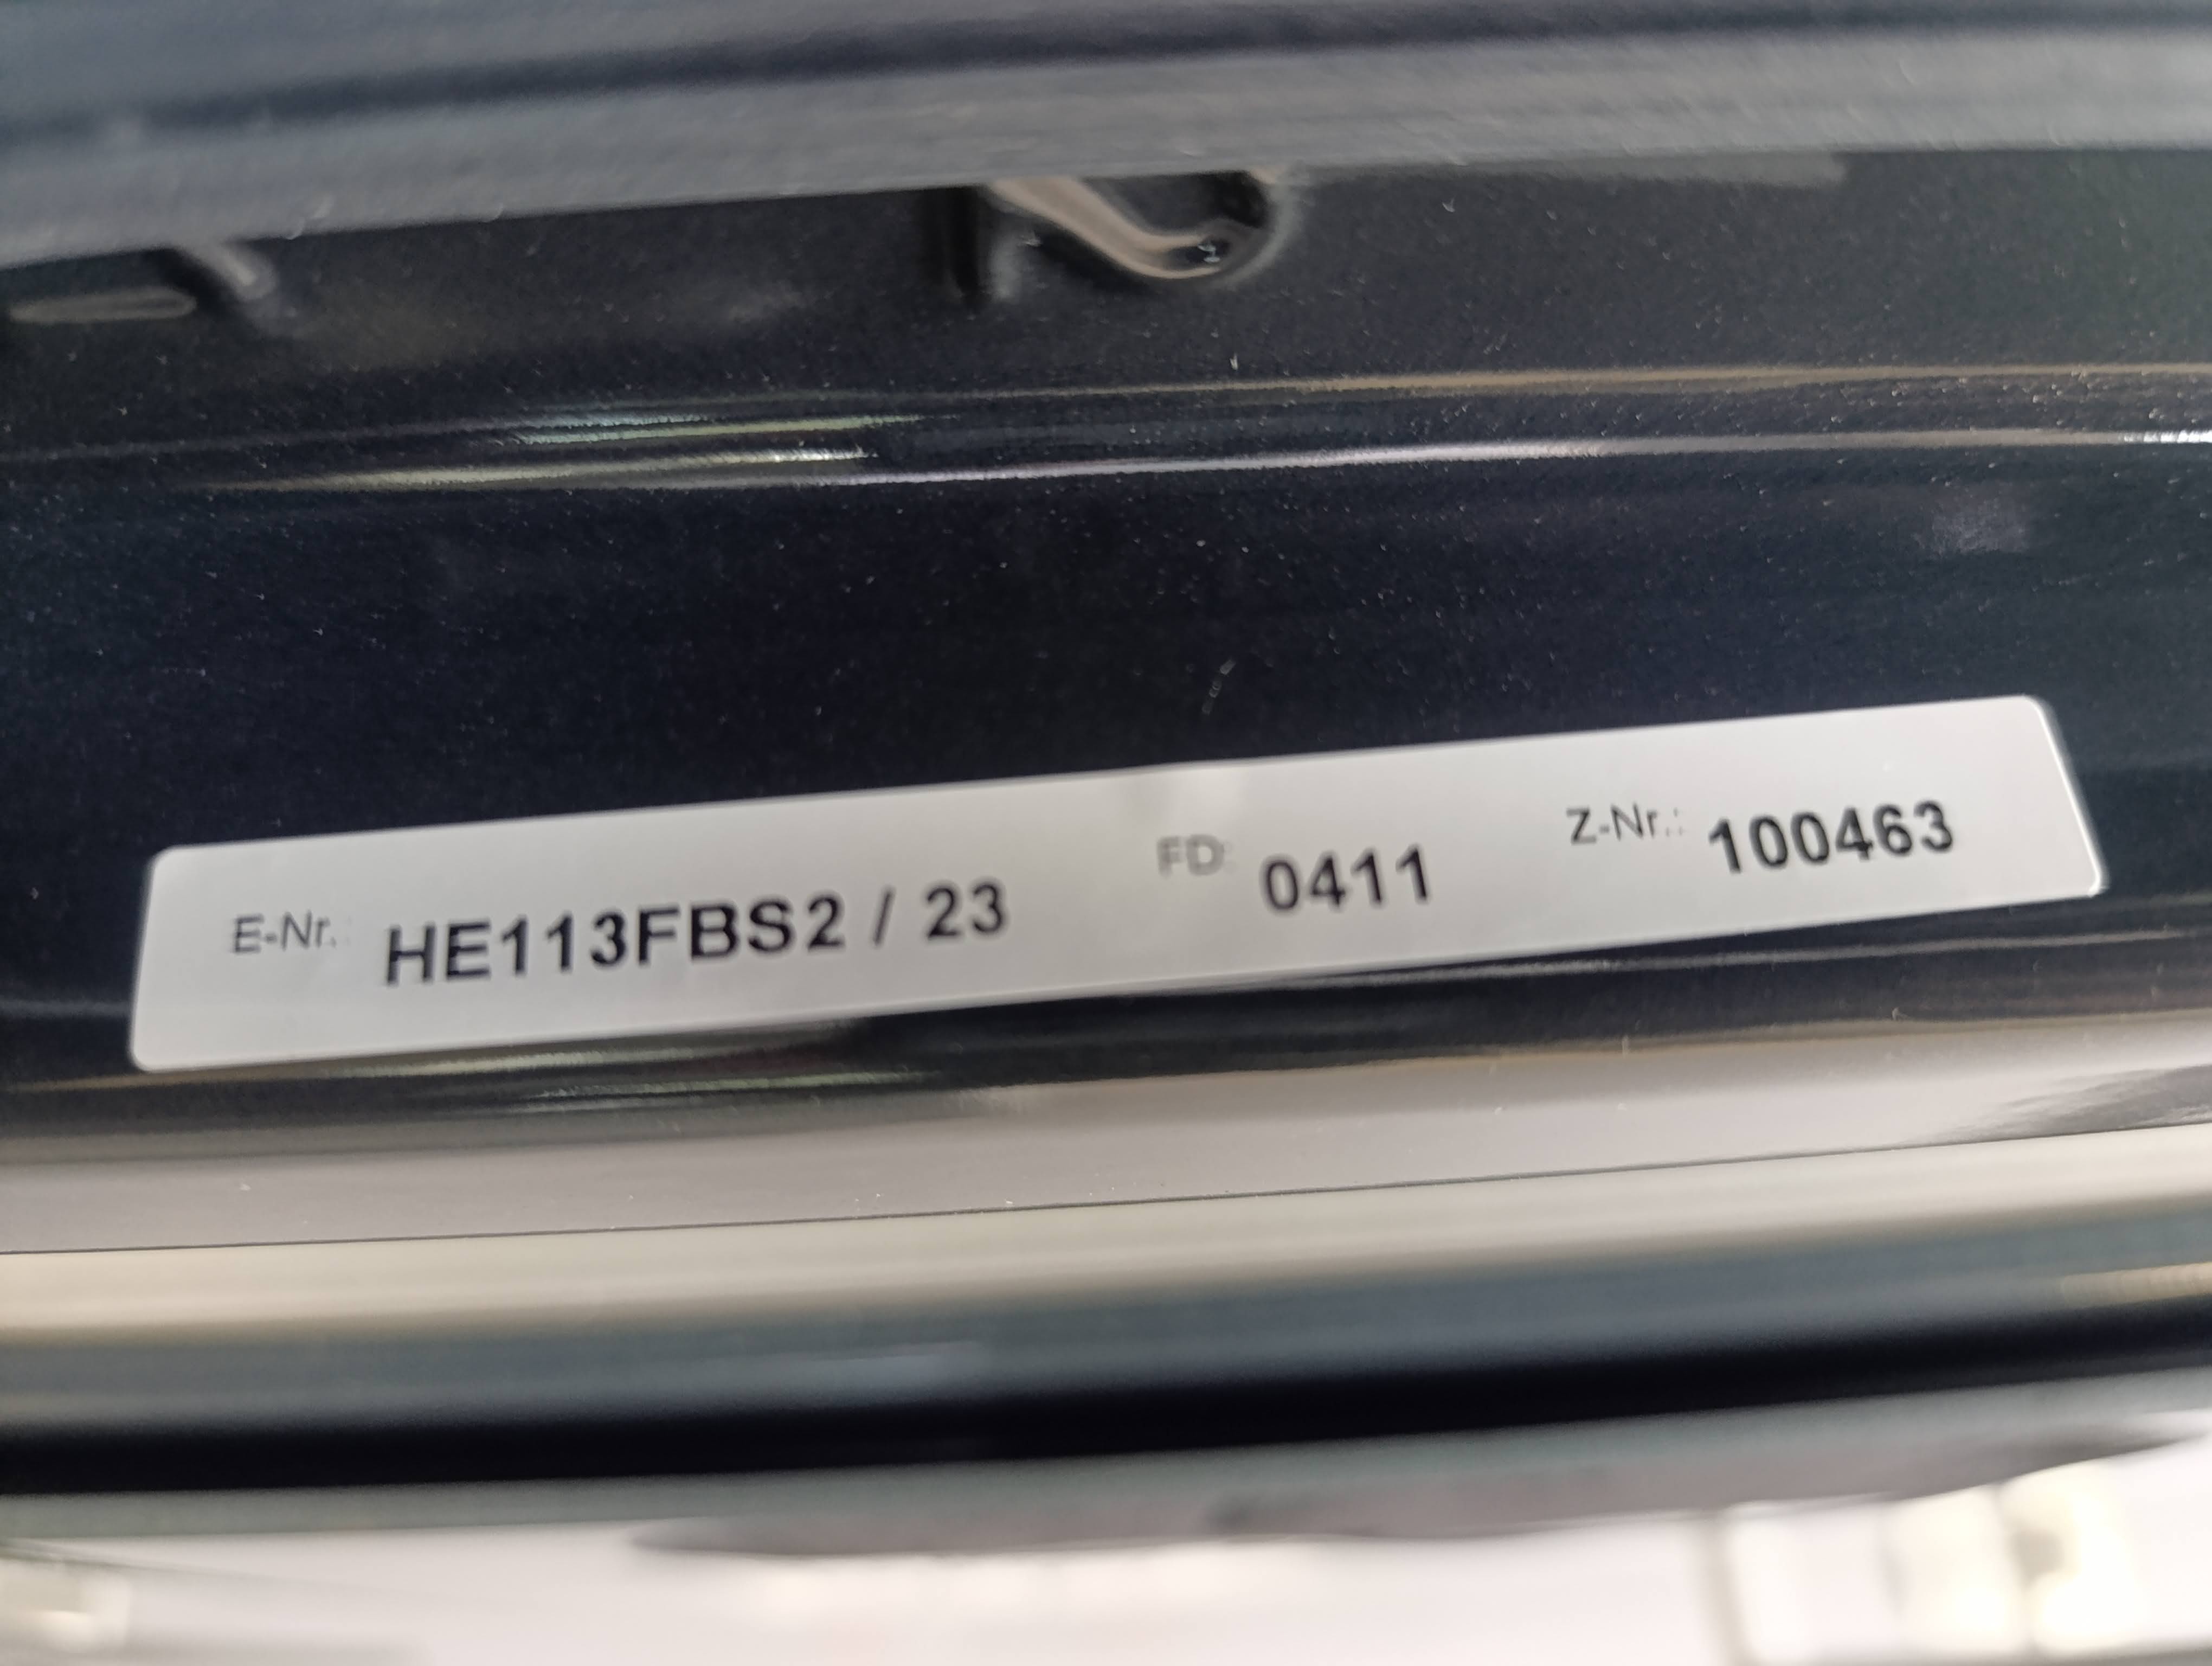 E-Nr.: HE113FBS2 / 23 FD: 0411 Z-Nr.: 100463